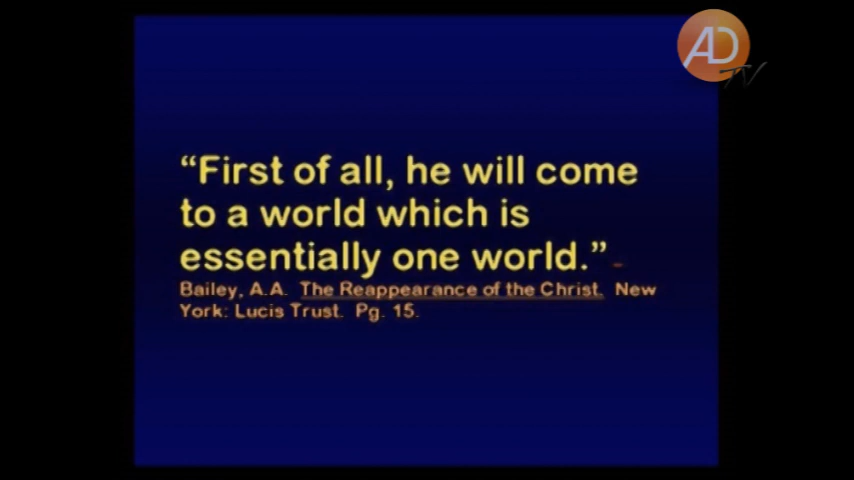 AD
TV
“First of all, he will come
to a world which is
essentially one world.” -
Bailey, A.A. The Reappearance of the Christ. New
York: Lucis Trust. Pg. 15.